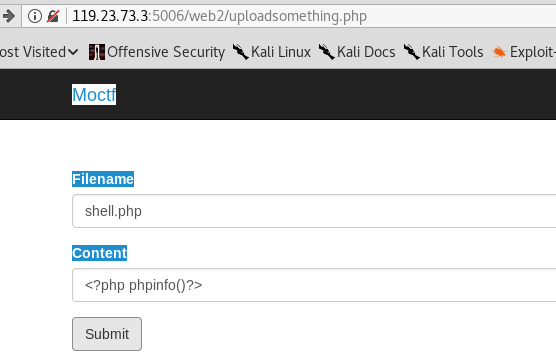 119.23.73.3:5006/web2/uploadsomething.php
ost Visited Offensive Security Kali Linux Kali Docs Kali Tools Exploit-
Moctf
Filename
shell.php
Content
<?php phpinfo()?>
Submit